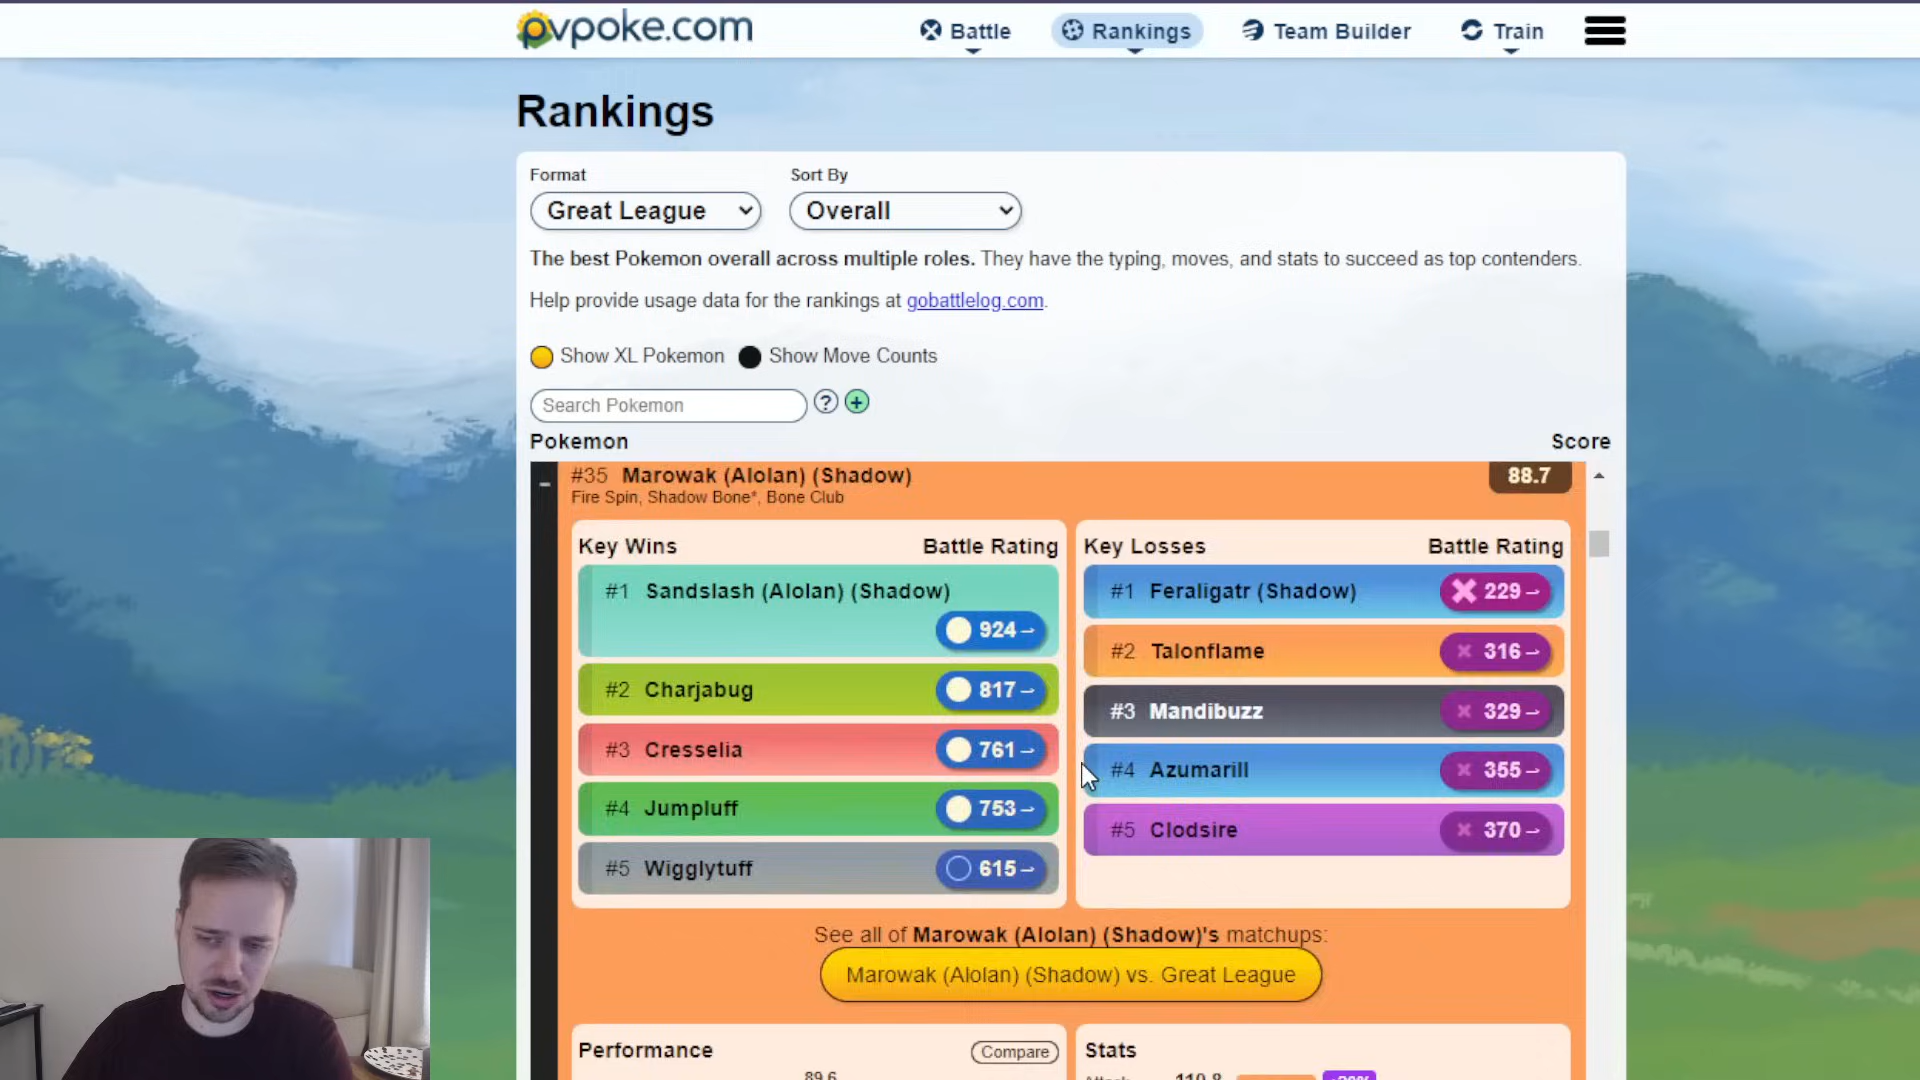 pvpoke.com
Battle
Rankings
Team Builder
Train
Rankings
Format
Sort By
Great League
Overall
The best Pokemon overall across multiple roles. They have the typing, moves, and stats to succeed as top contenders.
Help provide usage data for the rankings at gobattlelog.com.
Show XL Pokemon
Show Move Counts
Search Pokemon
?
+
Pokemon
Score
#35 Marowak (Alolan) (Shadow)
88.7
Fire Spin, Shadow Bone*, Bone Club
Key Wins
Battle Rating
#1 Sandslash (Alolan) (Shadow)
924
#2 Charjabug
817
#3 Cresselia
761
#4 Jumpluff
753
#5 Wigglytuff
615
Key Losses
Battle Rating
#1 Feraligatr (Shadow)
229
#2 Talonflame
316
#3 Mandibuzz
329
#4 Azumarill
355
#5 Clodsire
370
See all of Marowak (Alolan) (Shadow)'s matchups:
Marowak (Alolan) (Shadow) vs. Great League
Performance
Compare
89.6
Stats
110.8